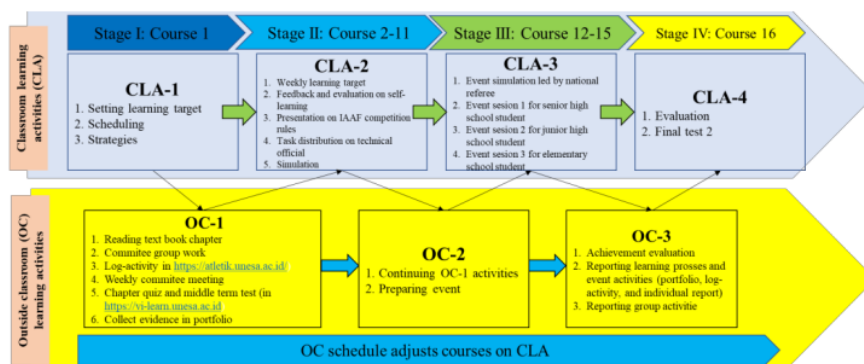 Stage I: Course 1
Stage II: Course 2-11
Stage III: Course 12-15
Stage IV: Course 16
Classroom learning
activities (CLA)
CLA-1
1. Setting learning target
2. Scheduling
3. Strategies
CLA-2
1. Weekly learning target
2. Feedback and evaluation on self-
learning
3. Presentation on IAAF competition
rules
4. Task distribution on technical
official
5. Simulation
CLA-3
1. Event simulation led by national
referee
2. Event sesion 1 for senior high
school student
3. Event sesion 2 for junior high
school student
4. Event sesion 3 for elementary
school student
CLA-4
1. Evaluation
2. Final test 2
Outside classroom (OC)
learning activities
OC-1
1. Reading text book chapter
2. Commitee group work
3. Log-activity in https://atletik.unesa.ac.id/
4. Weekly commitee meeting
5. Chapter quiz and middle term test (in
https://vi-learn.unesa.ac.id
6. Collect evidence in portfolio
OC-2
1. Continuing OC-1 activities
2. Preparing event
OC-3
1. Achievement evaluation
2. Reporting learning prosses and
event activities (portfolio, log-
activity, and individual report)
3. Reporting group activitie
OC schedule adjusts courses on CLA